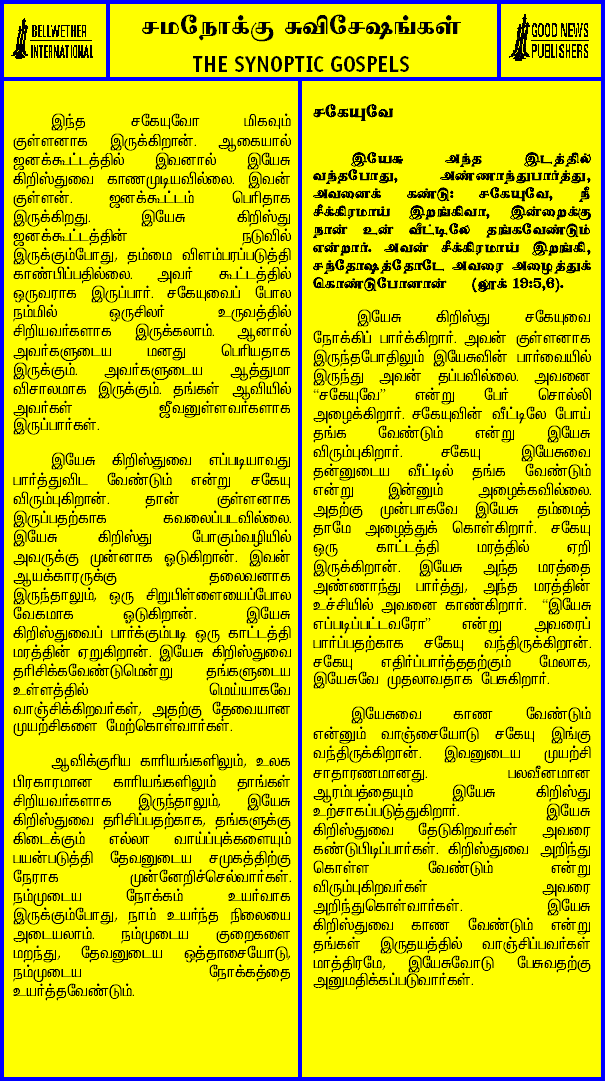 BELLWETHER
INTERNATIONAL
சமநோக்கு சுவிசேஷங்கள்
THE SYNOPTIC GOSPELS
GOOD NEWS
PUBLISHERS
இந்த சகேயுவோ மிகவும்
குள்ளனாக இருக்கிறான். ஆகையால்
ஜனக்கூட்டத்தில் இவனால் இயேசு
கிறிஸ்துவை காணமுடியவில்லை. இவன்
குள்ளன். ஜனக்கூட்டம் பெரிதாக
இருக்கிறது. இயேசு கிறிஸ்து
ஜனக்கூட்டத்தின் நடுவில்
இருக்கும்போது, தம்மை விளம்பரப்படுத்தி
காண்பிப்பதில்லை. அவர் கூட்டத்தில்
ஒருவராக இருப்பார். சகேயுவைப் போல
நம்மில் ஒருசிலர் உருவத்தில்
சிறியவர்களாக இருக்கலாம். ஆனால்
அவர்களுடைய மனது பெரியதாக
இருக்கும். அவர்களுடைய ஆத்துமா
விசாலமாக இருக்கும். தங்கள் ஆவியில்
அவர்கள் ஜீவனுள்ளவர்களாக
இருப்பார்கள்.
இயேசு கிறிஸ்துவை எப்படியாவது
பார்த்துவிட வேண்டும் என்று சகேயு
விரும்புகிறான். தான் குள்ளனாக
இருப்பதற்காக கவலைப்படவில்லை.
இயேசு கிறிஸ்து போகும்வழியில்
அவருக்கு முன்னாக ஓடுகிறான். இவன்
ஆயக்காரருக்கு தலைவனாக
இருந்தாலும், ஒரு சிறுபிள்ளையைப்போல
வேகமாக ஓடுகிறான். இயேசு
கிறிஸ்துவைப் பார்க்கும்படி ஒரு காட்டத்தி
மரத்தின் ஏறுகிறான். இயேசு கிறிஸ்துவை
தரிசிக்கவேண்டுமென்று தங்களுடைய
உள்ளத்தில் மெய்யாகவே
வாஞ்சிக்கிறவர்கள், அதற்கு தேவையான
முயற்சிகளை மேற்கொள்வார்கள்.
ஆவிக்குரிய காரியங்களிலும், உலக
பிரகாரமான காரியங்களிலும் தாங்கள்
சிறியவர்களாக இருந்தாலும், இயேசு
கிறிஸ்துவை தரிசிப்பதற்காக, தங்களுக்கு
கிடைக்கும் எல்லா வாய்ப்புக்களையும்
பயன்படுத்தி தேவனுடைய சமுகத்திற்கு
நேராக முன்னேறிச்செல்வார்கள்.
நம்முடைய நோக்கம் உயர்வாக
இருக்கும்போது, நாம் உயர்ந்த நிலையை
அடையலாம். நம்முடைய குறைகளை
மறந்து, தேவனுடைய ஒத்தாசையோடு,
நம்முடைய நோக்கத்தை
உயர்த்தவேண்டும்.
சகேயுவே
இயேசு அந்த இடத்தில்
வந்தபோது, அண்ணாந்துபார்த்து,
அவனைக் கண்டு: சகேயுவே, நீ
சீக்கிரமாய் இறங்கிவா, இன்றைக்கு
நான் உன் வீட்டிலே தங்கவேண்டும்
என்றார். அவன் சீக்கிரமாய் இறங்கி,
சந்தோஷத்தோடே அவரை அழைத்துக்
கொண்டுபோனான் (லூக் 19:5,6).
இயேசு கிறிஸ்து சகேயுவை
நோக்கிப் பார்க்கிறார். அவன் குள்ளனாக
இருந்தபோதிலும் இயேசுவின் பார்வையில்
இருந்து அவன் தப்பவில்லை. அவனை
“சகேயுவே” என்று பேர் சொல்லி
அழைக்கிறார். சகேயுவின் வீட்டிலே போய்
தங்க வேண்டும் என்று இயேசு
விரும்புகிறார். சகேயு இயேசுவை
தன்னுடைய வீட்டில் தங்க வேண்டும்
என்று இன்னும் அழைக்கவில்லை.
அதற்கு முன்பாகவே இயேசு தம்மைத்
தாமே அழைத்துக் கொள்கிறார். சகேயு
ஒரு காட்டத்தி மரத்தில் ஏறி
இருக்கிறான். இயேசு அந்த மரத்தை
அண்ணாந்து பார்த்து, அந்த மரத்தின்
உச்சியில் அவனை காண்கிறார். “இயேசு
எப்படிப்பட்டவரோ” என்று அவரைப்
பார்ப்பதற்காக சகேயு வந்திருக்கிறான்.
சகேயு எதிர்ப்பார்த்ததற்கும் மேலாக,
இயேசுவே முதலாவதாக பேசுகிறார்.
இயேசுவை காண வேண்டும்
என்னும் வாஞ்சையோடு சகேயு இங்கு
வந்திருக்கிறான். இவனுடைய முயற்சி
சாதாரணமானது. பலவீனமான
ஆரம்பத்தையும் இயேசு கிறிஸ்து
உற்சாகப்படுத்துகிறார். இயேசு
கிறிஸ்துவை தேடுகிறவர்கள் அவரை
கண்டுபிடிப்பார்கள். கிறிஸ்துவை அறிந்து
கொள்ள வேண்டும் என்று
விரும்புகிறவர்கள் அவரை
அறிந்துகொள்வார்கள். இயேசு
கிறிஸ்துவை காண வேண்டும் என்று
தங்கள் இருதயத்தில் வாஞ்சிப்பவர்கள்
மாத்திரமே, இயேசுவோடு பேசுவதற்கு
அனுமதிக்கப்படுவார்கள்.